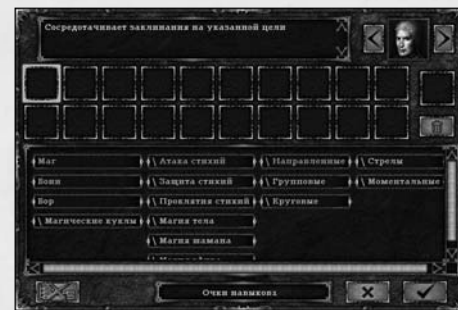 Сосредотачивает заклинания на указанной цели
Маг \ Атака стихий \ Направленные \ Стрелы
Воин \ Защита стихий \ Групповые \ Моментальные
Вор \ Проклятия стихий \ Круговые
\ Магические куклы \ Магия тела
\ Магия шамана
Очки навыков: